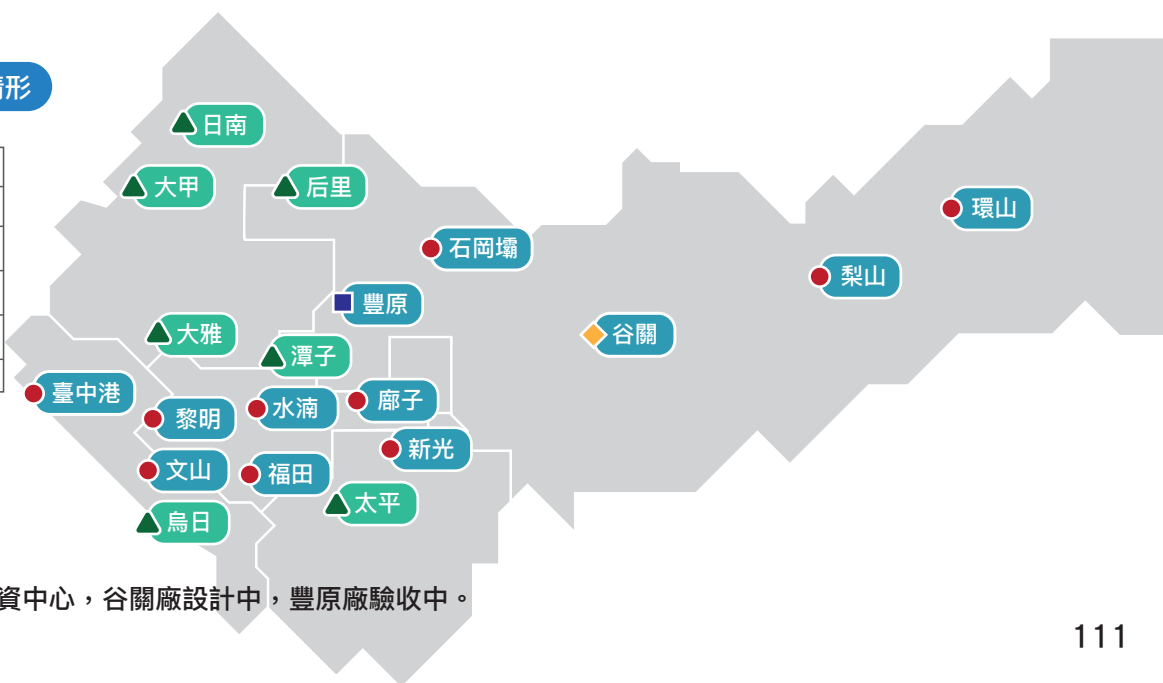 情形
日南
大甲
后里
環山
石岡壩
梨山
豐原
大雅
谷關
潭子
臺中港
廍子
水湳
黎明
新光
文山
福田
太平
烏日
資中心，谷關廠設計中，豐原廠驗收中。
111